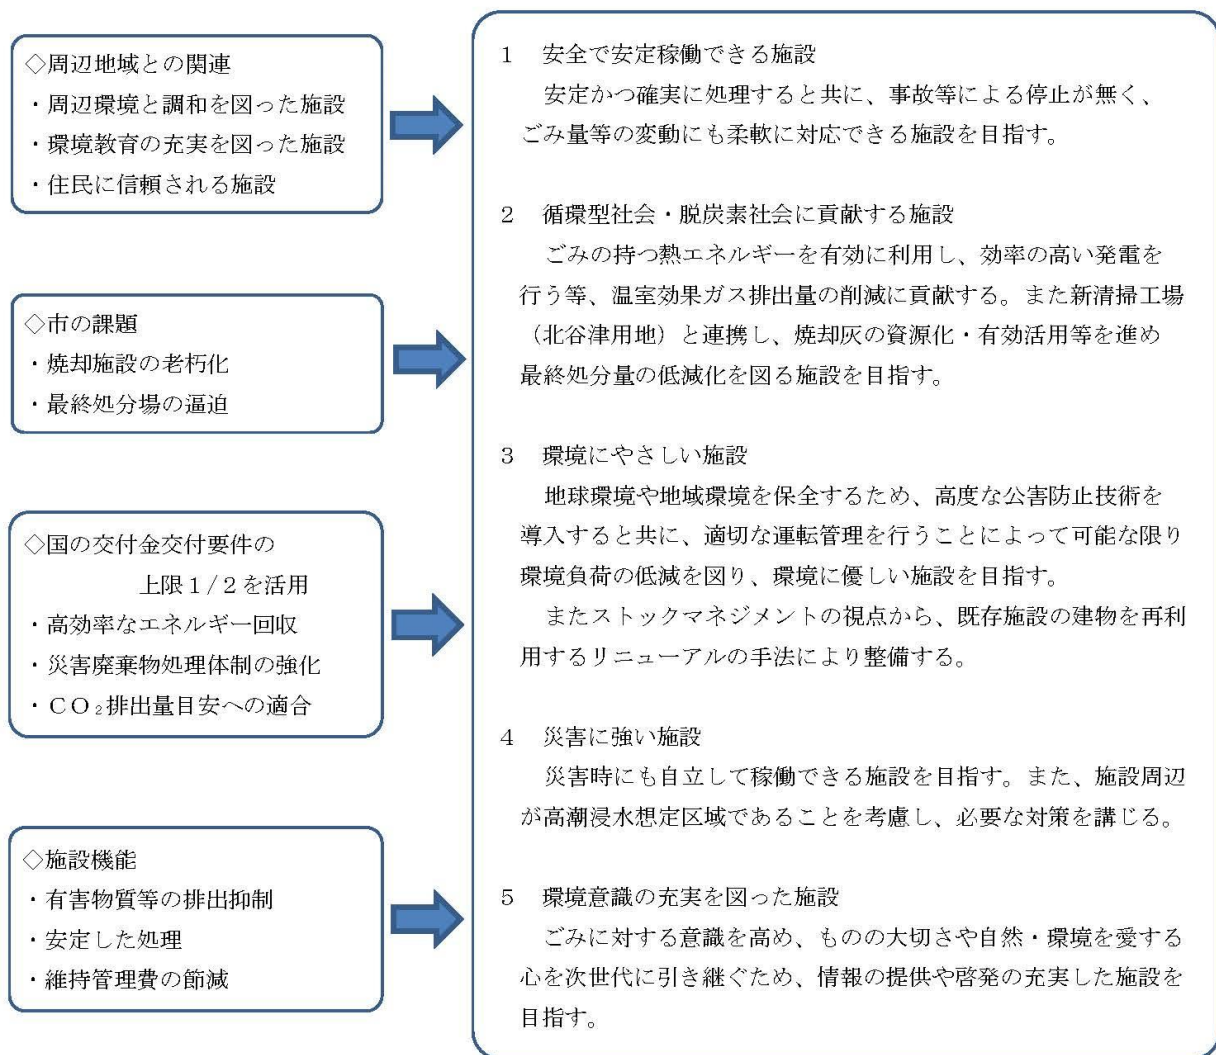 ◇周辺地域との関連
・周辺環境と調和を図った施設
・環境教育の充実を図った施設
・住民に信頼される施設
◇市の課題
・焼却施設の老朽化
・最終処分場の逼迫
◇国の交付金交付要件の
上限1/2を活用
・高効率なエネルギー回収
・災害廃棄物処理体制の強化
・CO₂排出量目安への適合
◇施設機能
・有害物質等の排出抑制
・安定した処理
・維持管理費の節減
1 安全で安定稼働できる施設
安定かつ確実に処理すると共に、事故等による停止が無く、
ごみ量等の変動にも柔軟に対応できる施設を目指す。
2 循環型社会・脱炭素社会に貢献する施設
ごみの持つ熱エネルギーを有効に利用し、効率の高い発電を
行う等、温室効果ガス排出量の削減に貢献する。また新清掃工場
(北谷津用地)と連携し、焼却灰の資源化・有効活用等を進め
最終処分量の低減化を図る施設を目指す。
3 環境にやさしい施設
地球環境や地域環境を保全するため、高度な公害防止技術を
導入すると共に、適切な運転管理を行うことによって可能な限り
環境負荷の低減を図り、環境に優しい施設を目指す。
またストックマネジメントの視点から、既存施設の建物を再利
用するリニューアルの手法により整備する。
4 災害に強い施設
災害時にも自立して稼働できる施設を目指す。また、施設周辺
が高潮浸水想定区域であることを考慮し、必要な対策を講じる。
5 環境意識の充実を図った施設
ごみに対する意識を高め、ものの大切さや自然・環境を愛する
心を次世代に引き継ぐため、情報の提供や啓発の充実した施設を
目指す。